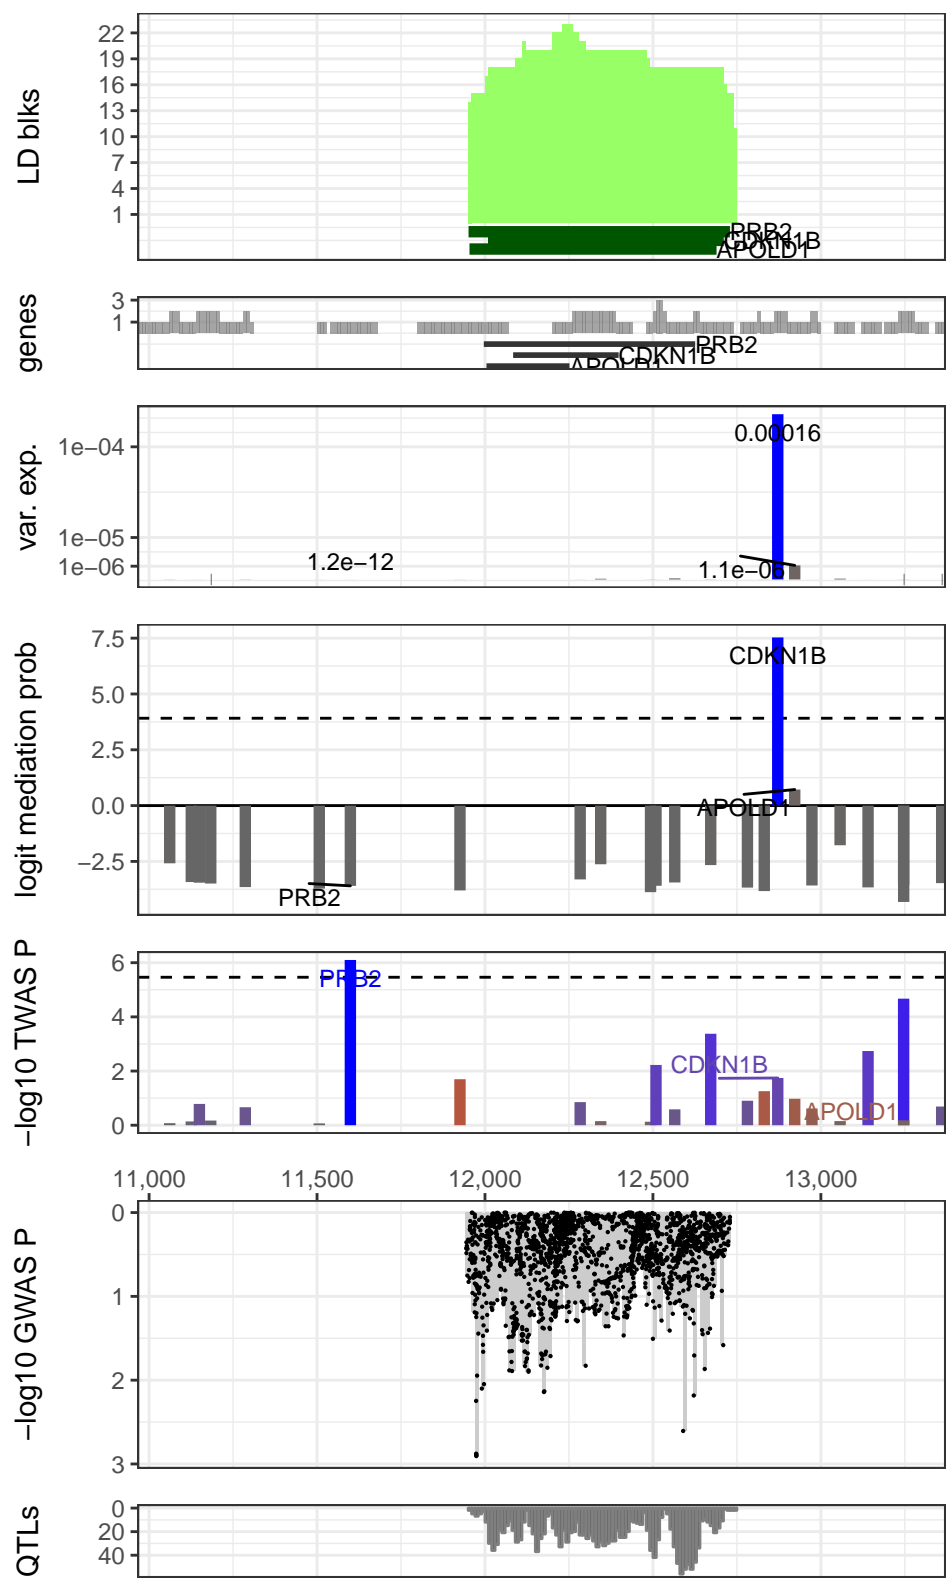 LD blks
22
19
16
13
10
7
4
1
PRB2
CDKN1B
APOLD1
genes
3
1
PRB2
CDKN1B
APOLD1
var. exp.
1e−04
1e−05
1e−06
0.00016
1.2e−12
1.1e−06
logit mediation prob
7.5
5.0
2.5
0.0
−2.5
CDKN1B
APOLD1
PRB2
−log10 TWAS P
6
4
2
0
PRB2
CDKN1B
APOLD1
11,000 11,500 12,000 12,500 13,000
−log10 GWAS P
0
1
2
3
QTLs
0
20
40